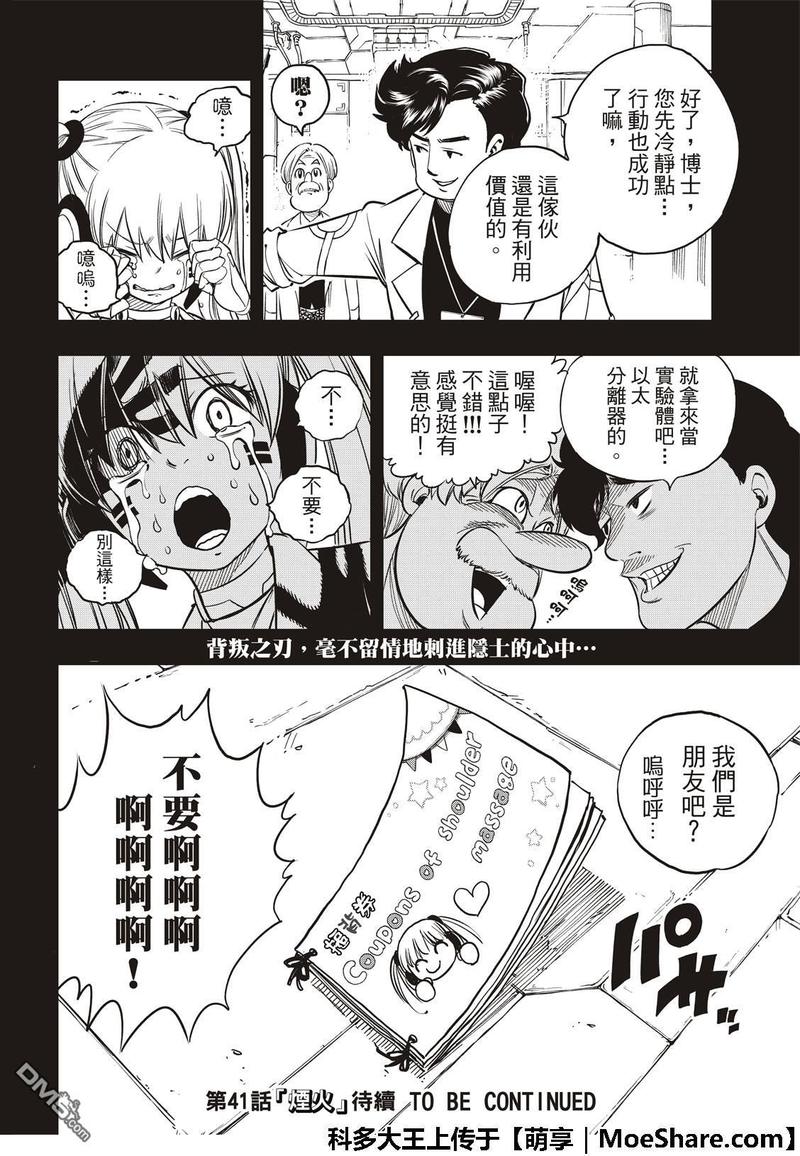 好了，博士，
您先冷靜點…
行動也成功
了嘛，
嗯？
這傢伙
還是有利用
價值的。
噫…
噫嗚…
就拿來當
實驗體吧…
以太
分離器的。
喔喔！
這點子
不錯!!!
感覺挺有
意思的！
不…
不要…
別這樣…
背叛之刃，毫不留情地刺進隱士的心中…
我們是
朋友吧？
嗚呼呼…
Coupons of shoulder
massage
パサ
不要啊啊啊
啊啊啊啊！
第41話「煙火」待續 TO BE CONTINUED
DM5.com
科多大王上传于【萌享｜MoeShare.com】